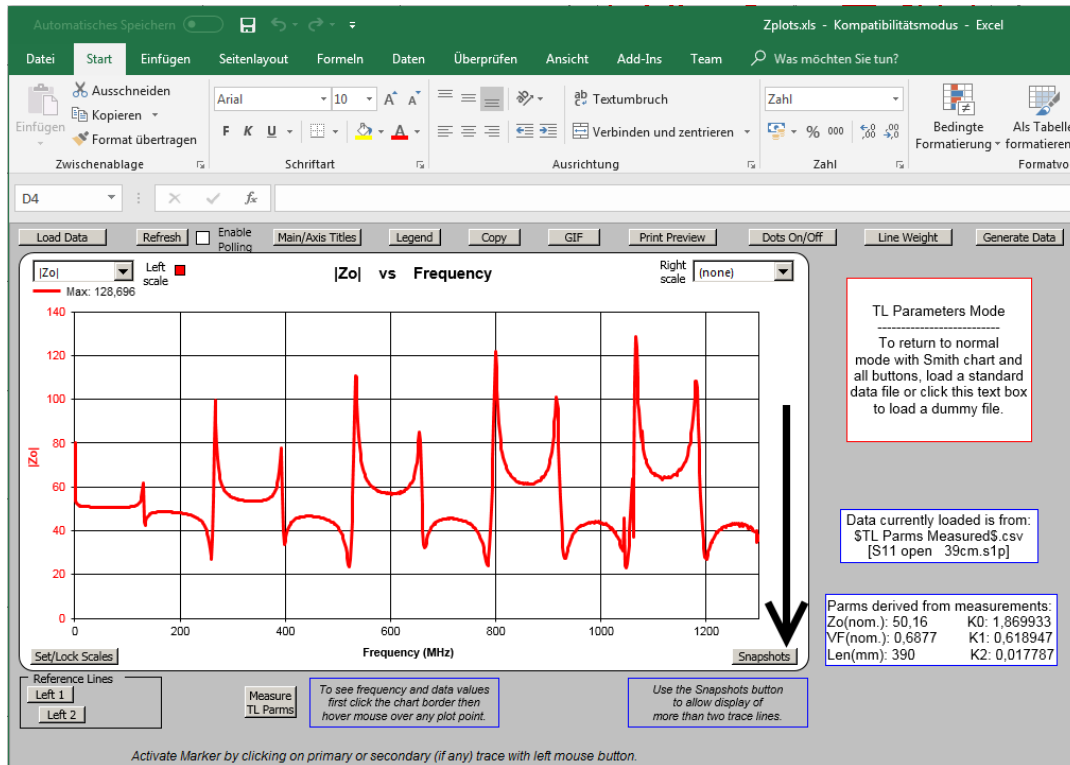 Automatisches Speichern
Zplots.xls - Kompatibilitätsmodus - Excel
Datei Start Einfügen Seitenlayout Formeln Daten Überprüfen Ansicht Add-Ins Team Was möchten Sie tun?
Einfügen
Ausschneiden
Kopieren
Format übertragen
Zwischenablage
Arial 10 A A
F K U A
Schriftart
ab Textumbruch
Verbinden und zentrieren
Ausrichtung
Zahl
% 000 ,00 ,00
Zahl
Bedingte
Formatierung
Als Tabelle
formatieren
Formatvo
D4 fx
Load Data Refresh Enable Polling Main/Axis Titles Legend Copy GIF Print Preview Dots On/Off Line Weight Generate Data
|Zo| Left scale
|Zo| vs Frequency
Right scale (none)
Max: 128,696
140
120
100
80
60
40
20
0
|Zo|
0 200 400 600 800 1000 1200
Frequency (MHz)
Set/Lock Scales
Snapshots
TL Parameters Mode
---------------------------
To return to normal
mode with Smith chart and
all buttons, load a standard
data file or click this text box
to load a dummy file.
Data currently loaded is from:
$TL Parms Measured$.csv
[S11 open 39cm.s1p]
Parms derived from measurements:
Zo(nom.): 50,16 K0: 1,869933
VF(nom.): 0,6877 K1: 0,618947
Len(mm): 390 K2: 0,017787
Reference Lines
Left 1
Left 2
Measure
TL Parms
To see frequency and data values
first click the chart border then
hover mouse over any plot point.
Use the Snapshots button
to allow display of
more than two trace lines.
Activate Marker by clicking on primary or secondary (if any) trace with left mouse button.